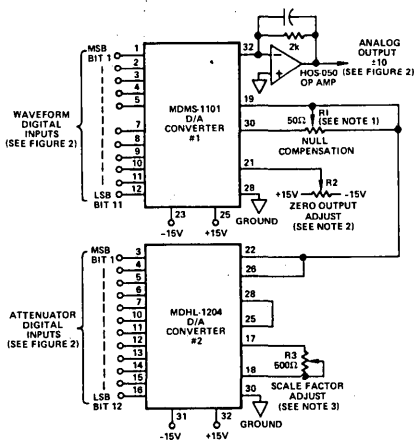 MSB
BIT 1
1
2
3
4
5
7
8
9
10
11
12
LSB
BIT 11
WAVEFORM
DIGITAL
INPUTS
(SEE FIGURE 2)
MDMS-1101
D/A
CONVERTER
#1
32
19
30
21
28
23
25
-15V
+15V
GROUND
2k
HOS-050
OP AMP
ANALOG
OUTPUT
±10
(SEE FIGURE 2)
R1
50Ω
(SEE NOTE 1)
NULL
COMPENSATION
R2
+15V
-15V
ZERO OUTPUT
ADJUST
(SEE NOTE 2)
MSB
BIT 1
3
4
5
6
7
10
11
12
13
14
15
16
LSB
BIT 12
ATTENUATOR
DIGITAL
INPUTS
(SEE FIGURE 2)
MDHL-1204
D/A
CONVERTER
#2
22
26
28
25
17
18
30
31
32
-15V
+15V
GROUND
R3
500Ω
SCALE FACTOR
ADJUST
(SEE NOTE 3)